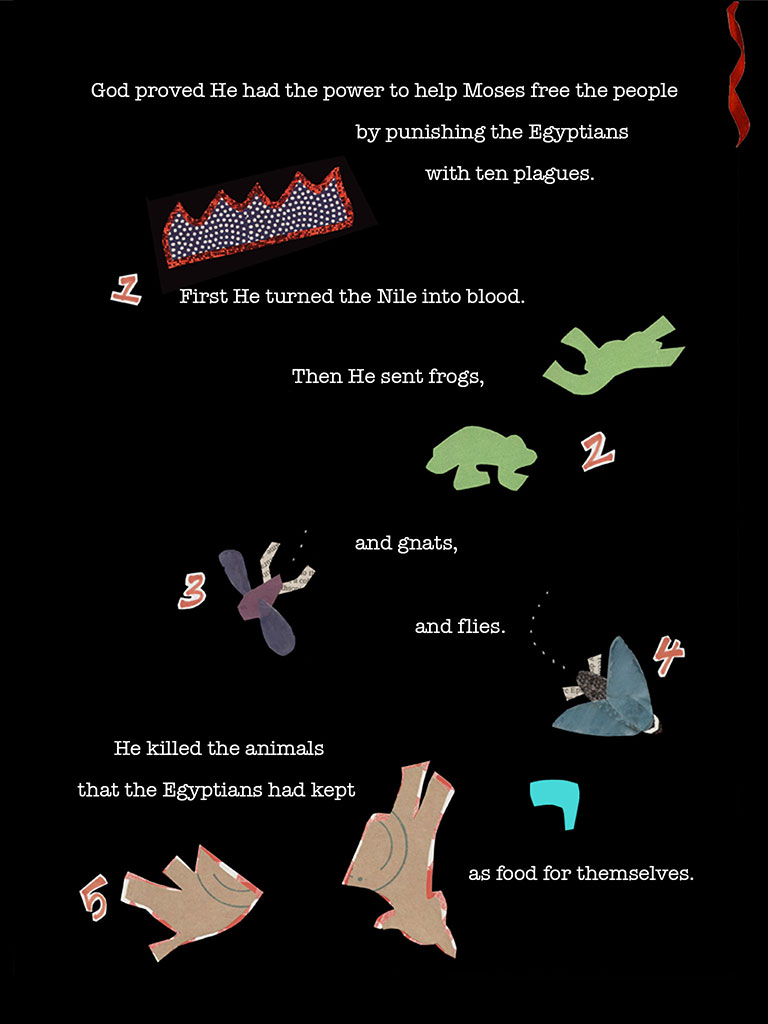 God proved He had the power to help Moses free the people
by punishing the Egyptians
with ten plagues.
1
First He turned the Nile into blood.
Then He sent frogs,
2
and gnats,
3
and flies.
4
He killed the animals
that the Egyptians had kept
as food for themselves.
5